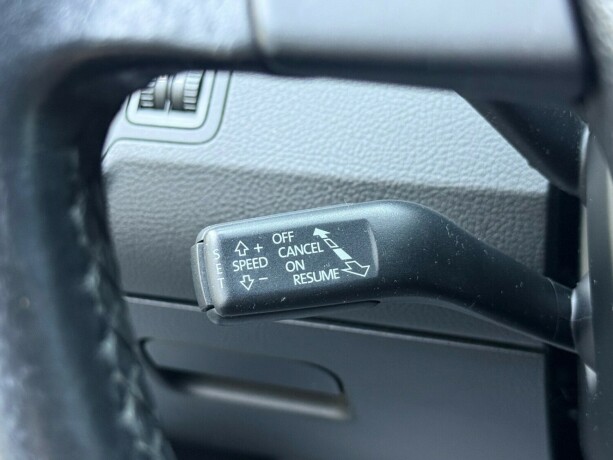 SET
+
SPEED
−
OFF
CANCEL
ON
RESUME